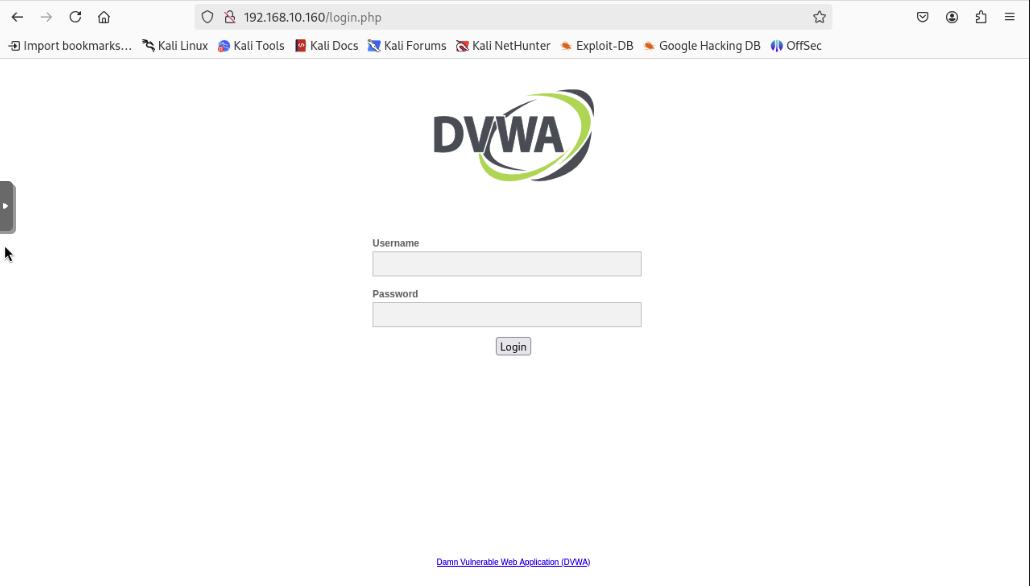 192.168.10.160/login.php
Import bookmarks... Kali Linux Kali Tools Kali Docs Kali Forums Kali NetHunter Exploit-DB Google Hacking DB OffSec
DVWA
Username
Password
Login
Damn Vulnerable Web Application (DVWA)